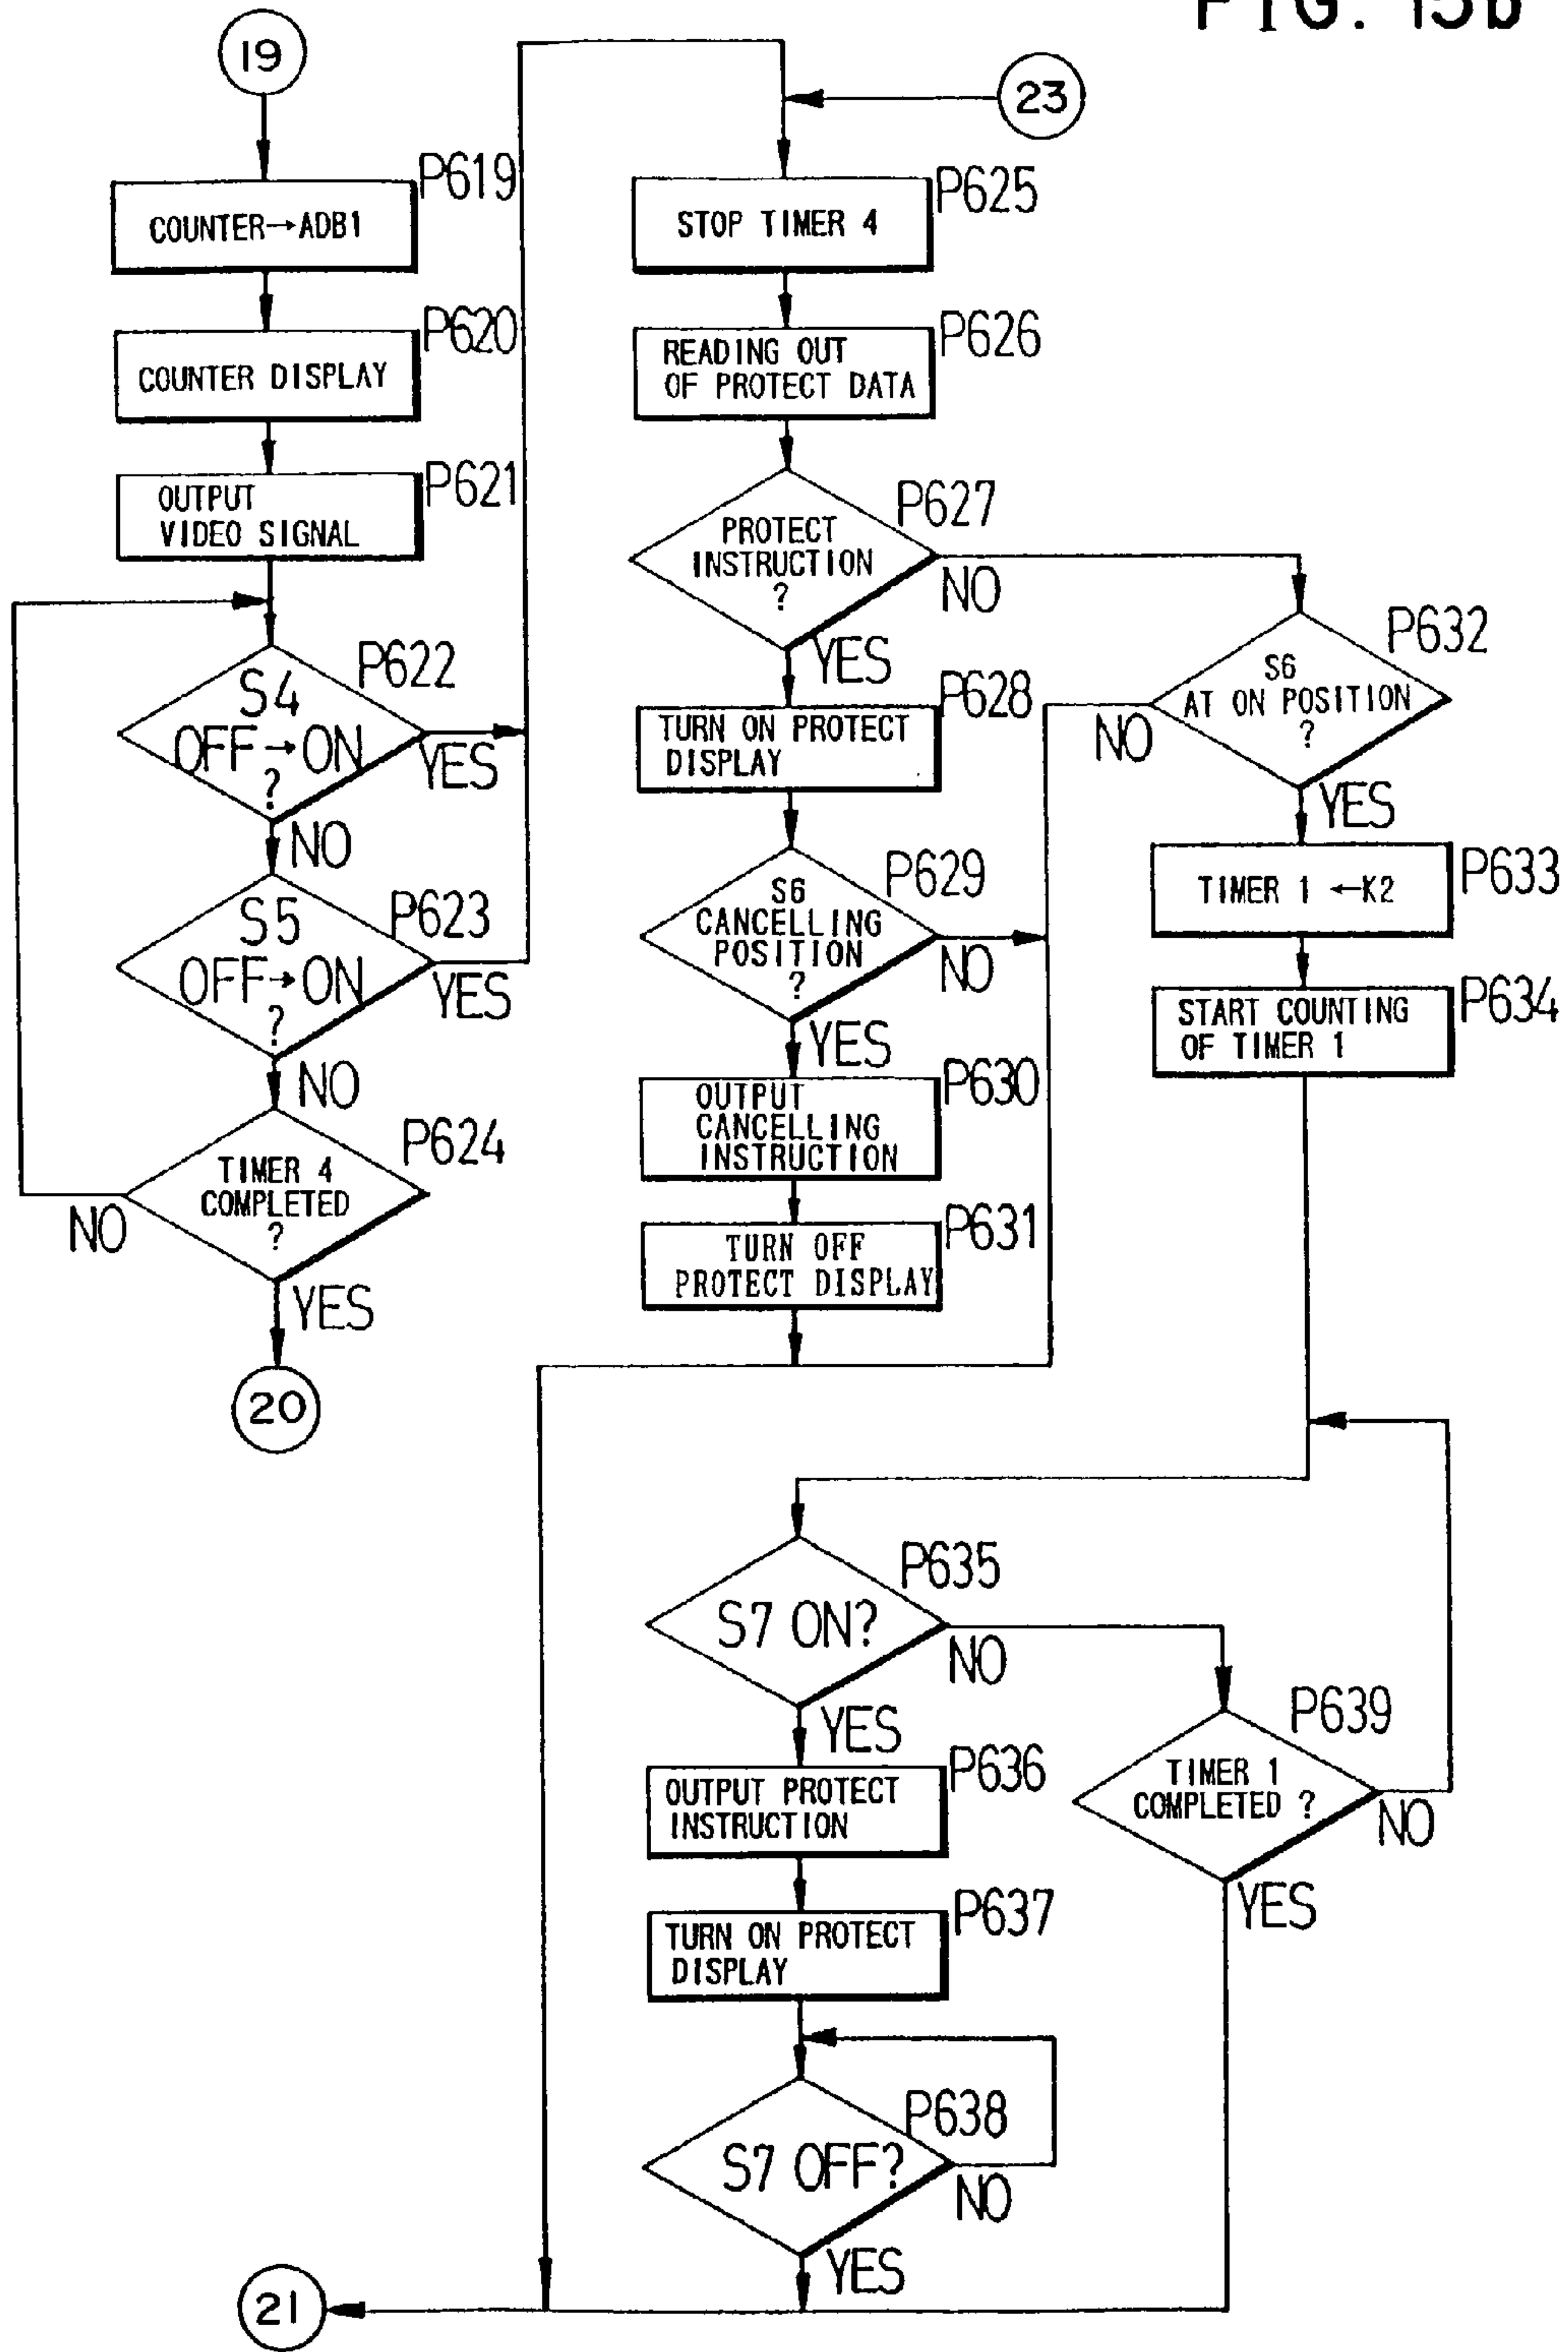 FIG. 15b
19
P619
COUNTER→ADB1
P620
COUNTER DISPLAY
P621
OUTPUT
VIDEO SIGNAL
P622
S4
OFF→ON
?
YES
NO
P623
S5
OFF→ON
?
YES
NO
P624
TIMER 4
COMPLETED
?
NO
YES
20
23
P625
STOP TIMER 4
P626
READING OUT
OF PROTECT DATA
P627
PROTECT
INSTRUCTION
?
NO
YES
P628
TURN ON PROTECT
DISPLAY
P629
S6
CANCELLING
POSITION
?
NO
YES
P630
OUTPUT
CANCELLING
INSTRUCTION
P631
TURN OFF
PROTECT DISPLAY
P632
S6
AT ON POSITION
?
NO
YES
P633
TIMER 1 ←K2
P634
START COUNTING
OF TIMER 1
P635
S7 ON?
NO
YES
P636
OUTPUT PROTECT
INSTRUCTION
P637
TURN ON PROTECT
DISPLAY
P638
S7 OFF?
NO
YES
P639
TIMER 1
COMPLETED ?
NO
YES
21